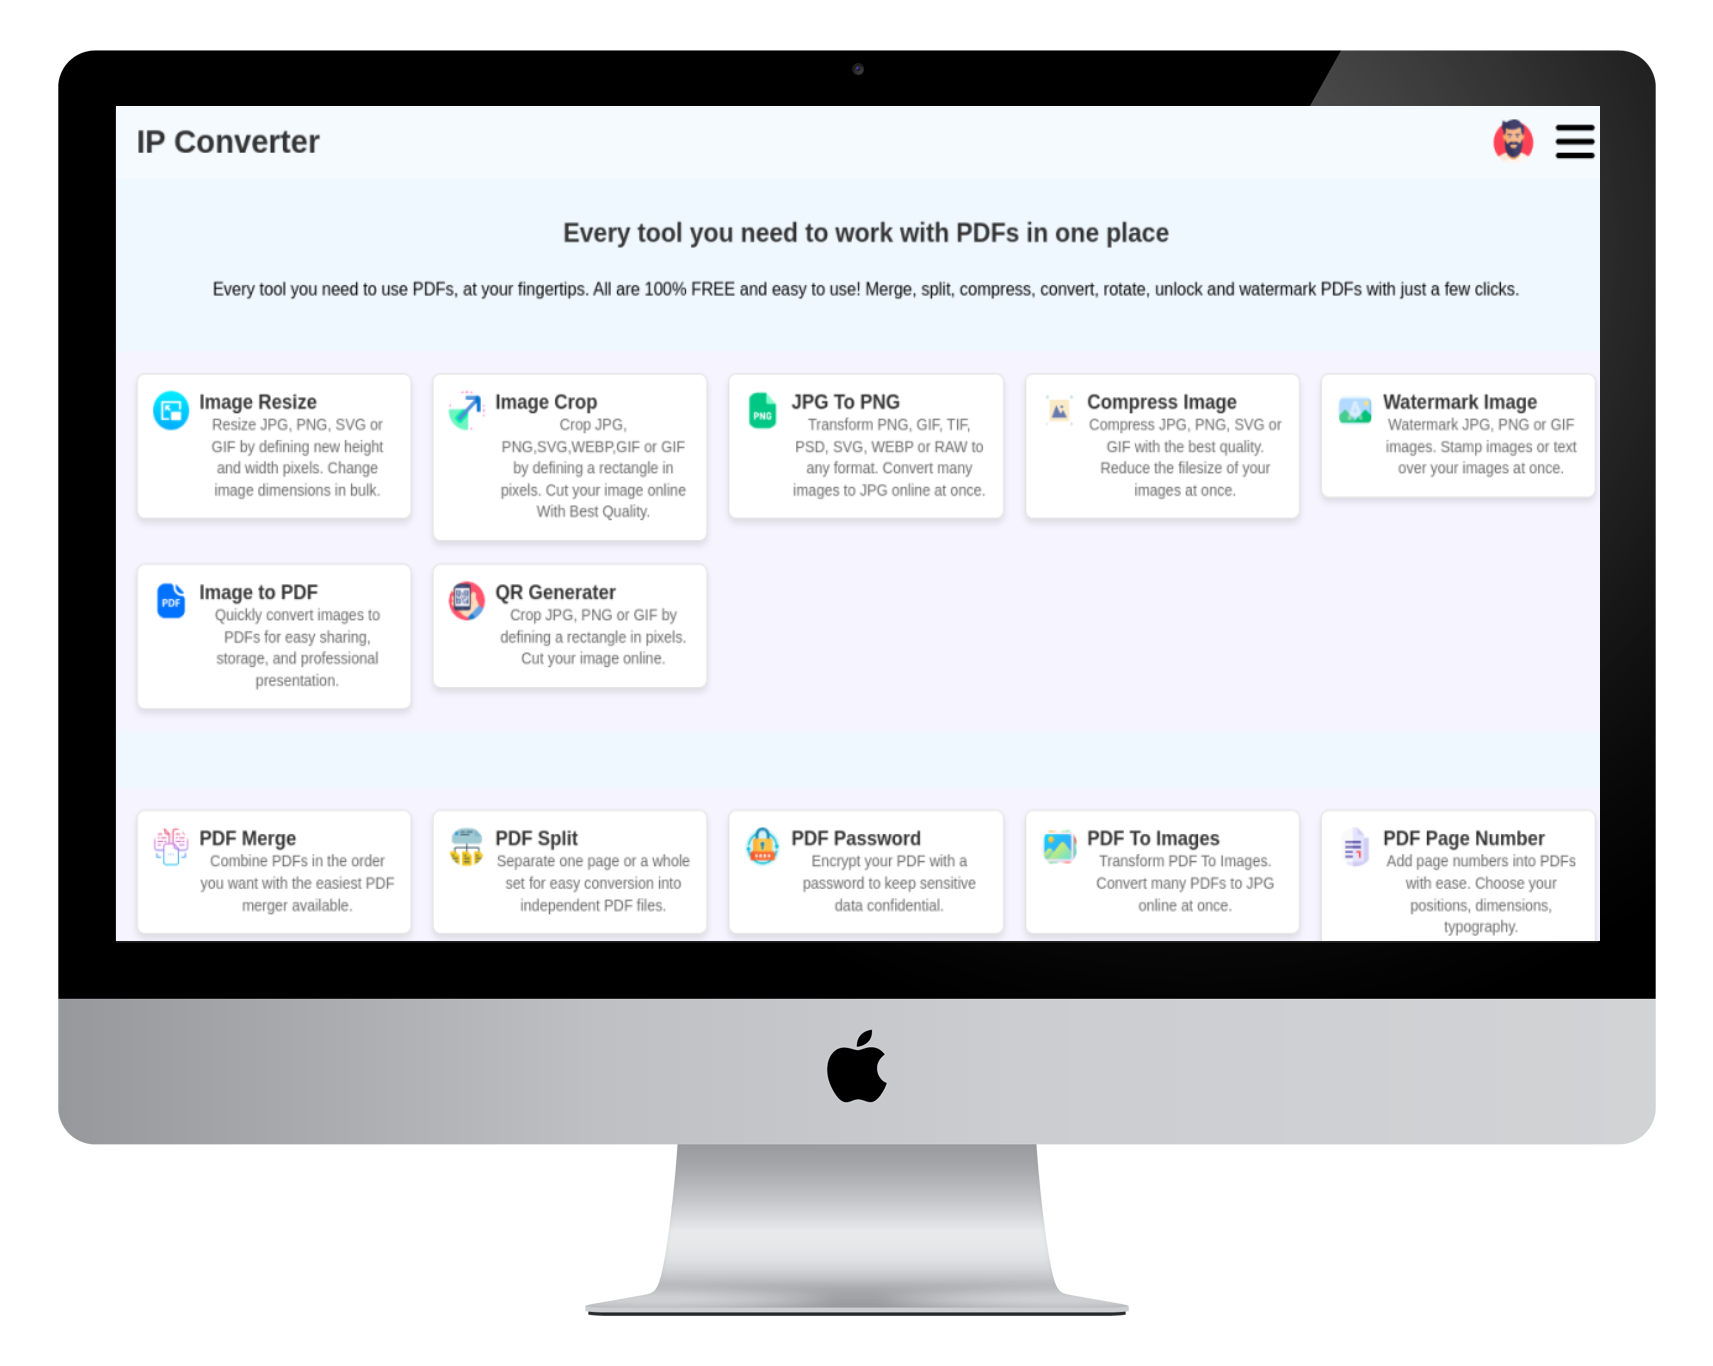 IP Converter
Every tool you need to work with PDFs in one place
Every tool you need to use PDFs, at your fingertips. All are 100% FREE and easy to use! Merge, split, compress, convert, rotate, unlock and watermark PDFs with just a few clicks.
Image Resize
Resize JPG, PNG, SVG or
GIF by defining new height
and width pixels. Change
image dimensions in bulk.
Image Crop
Crop JPG,
PNG,SVG,WEBP,GIF or GIF
by defining a rectangle in
pixels. Cut your image online
With Best Quality.
PNG
JPG To PNG
Transform PNG, GIF, TIF,
PSD, SVG, WEBP or RAW to
any format. Convert many
images to JPG online at once.
Compress Image
Compress JPG, PNG, SVG or
GIF with the best quality.
Reduce the filesize of your
images at once.
Watermark Image
Watermark JPG, PNG or GIF
images. Stamp images or text
over your images at once.
PDF
Image to PDF
Quickly convert images to
PDFs for easy sharing,
storage, and professional
presentation.
QR Generater
Crop JPG, PNG or GIF by
defining a rectangle in pixels.
Cut your image online.
PDF Merge
Combine PDFs in the order
you want with the easiest PDF
merger available.
PDF Split
Separate one page or a whole
set for easy conversion into
independent PDF files.
PDF Password
Encrypt your PDF with a
password to keep sensitive
data confidential.
PDF To Images
Transform PDF To Images.
Convert many PDFs to JPG
online at once.
PDF Page Number
Add page numbers into PDFs
with ease. Choose your
positions, dimensions,
typography.